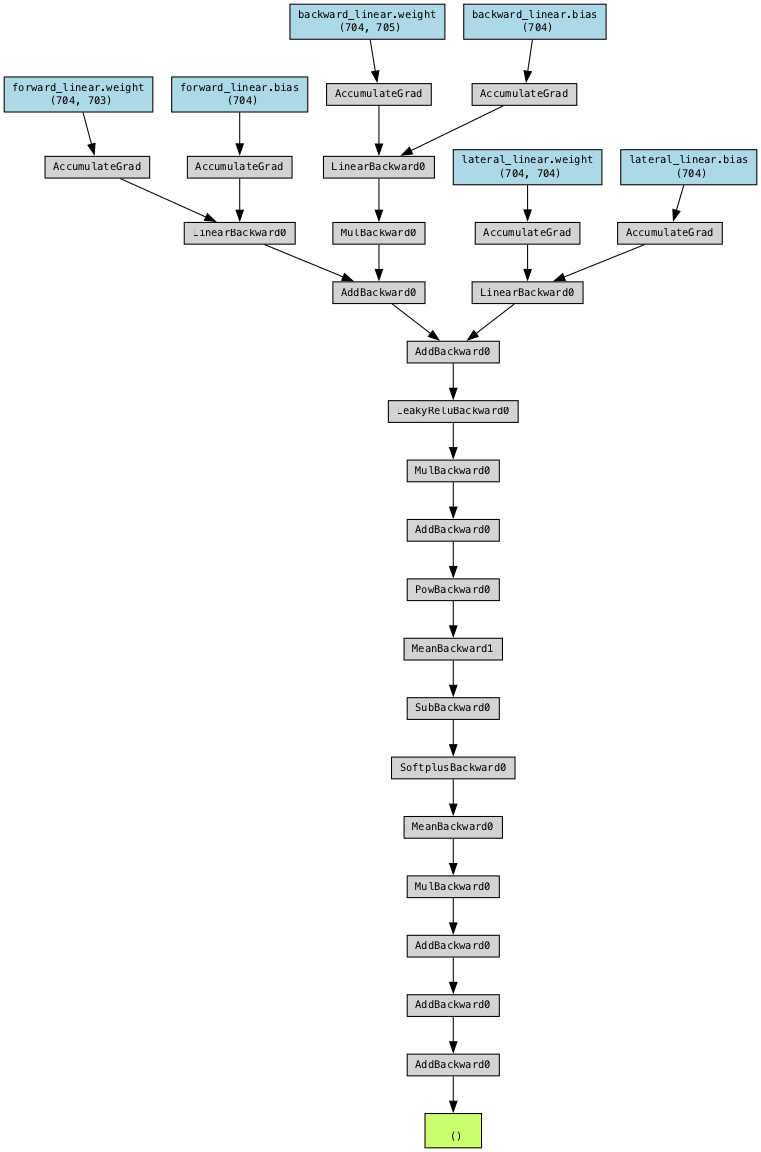 backward_linear.weight
(704, 705)
backward_linear.bias
(704)
forward_linear.weight
(704, 703)
forward_linear.bias
(704)
AccumulateGrad
AccumulateGrad
AccumulateGrad
AccumulateGrad
LinearBackward0
lateral_linear.weight
(704, 704)
lateral_linear.bias
(704)
LinearBackward0
MulBackward0
AccumulateGrad
AccumulateGrad
AddBackward0
LinearBackward0
AddBackward0
LeakyReluBackward0
MulBackward0
AddBackward0
PowBackward0
MeanBackward1
SubBackward0
SoftplusBackward0
MeanBackward0
MulBackward0
AddBackward0
AddBackward0
AddBackward0
()